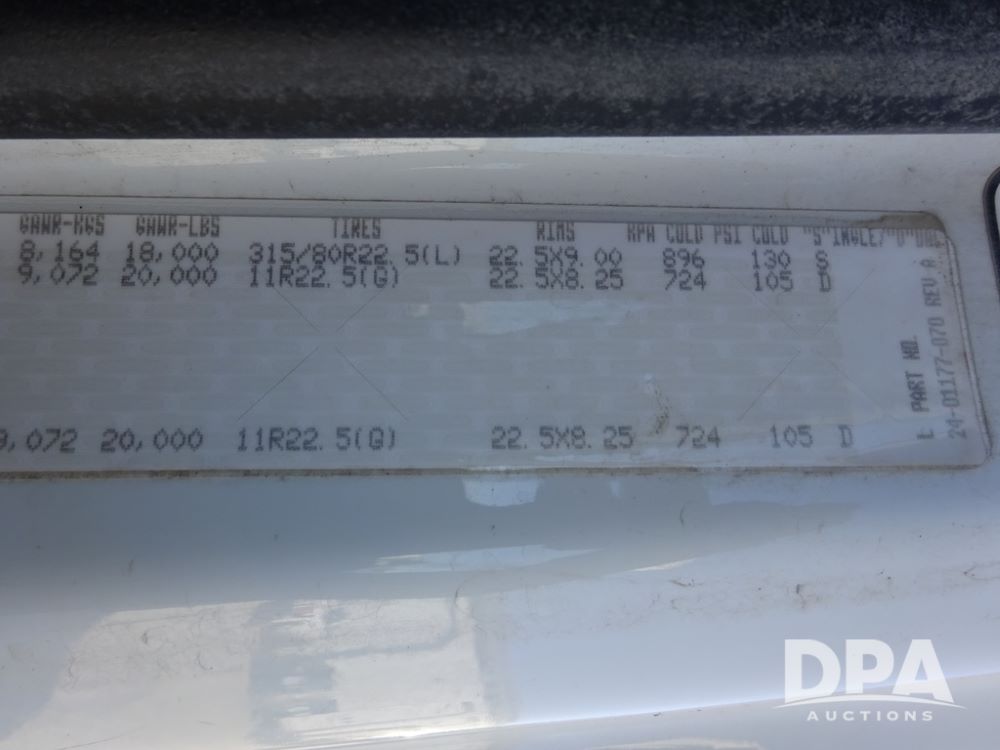 GAWR-KGS GAWR-LBS TIRES RIMS KPA COLD PSI COLD "S"INGLE/"D"UAL
8,164 18,000 315/80R22.5(L) 22.5X9.00 896 130 S
9,072 20,000 11R22.5(G) 22.5X8.25 724 105 D
9,072 20,000 11R22.5(G) 22.5X8.25 724 105 D
PART NO.
24-01177-070 REV A
DPA
AUCTIONS